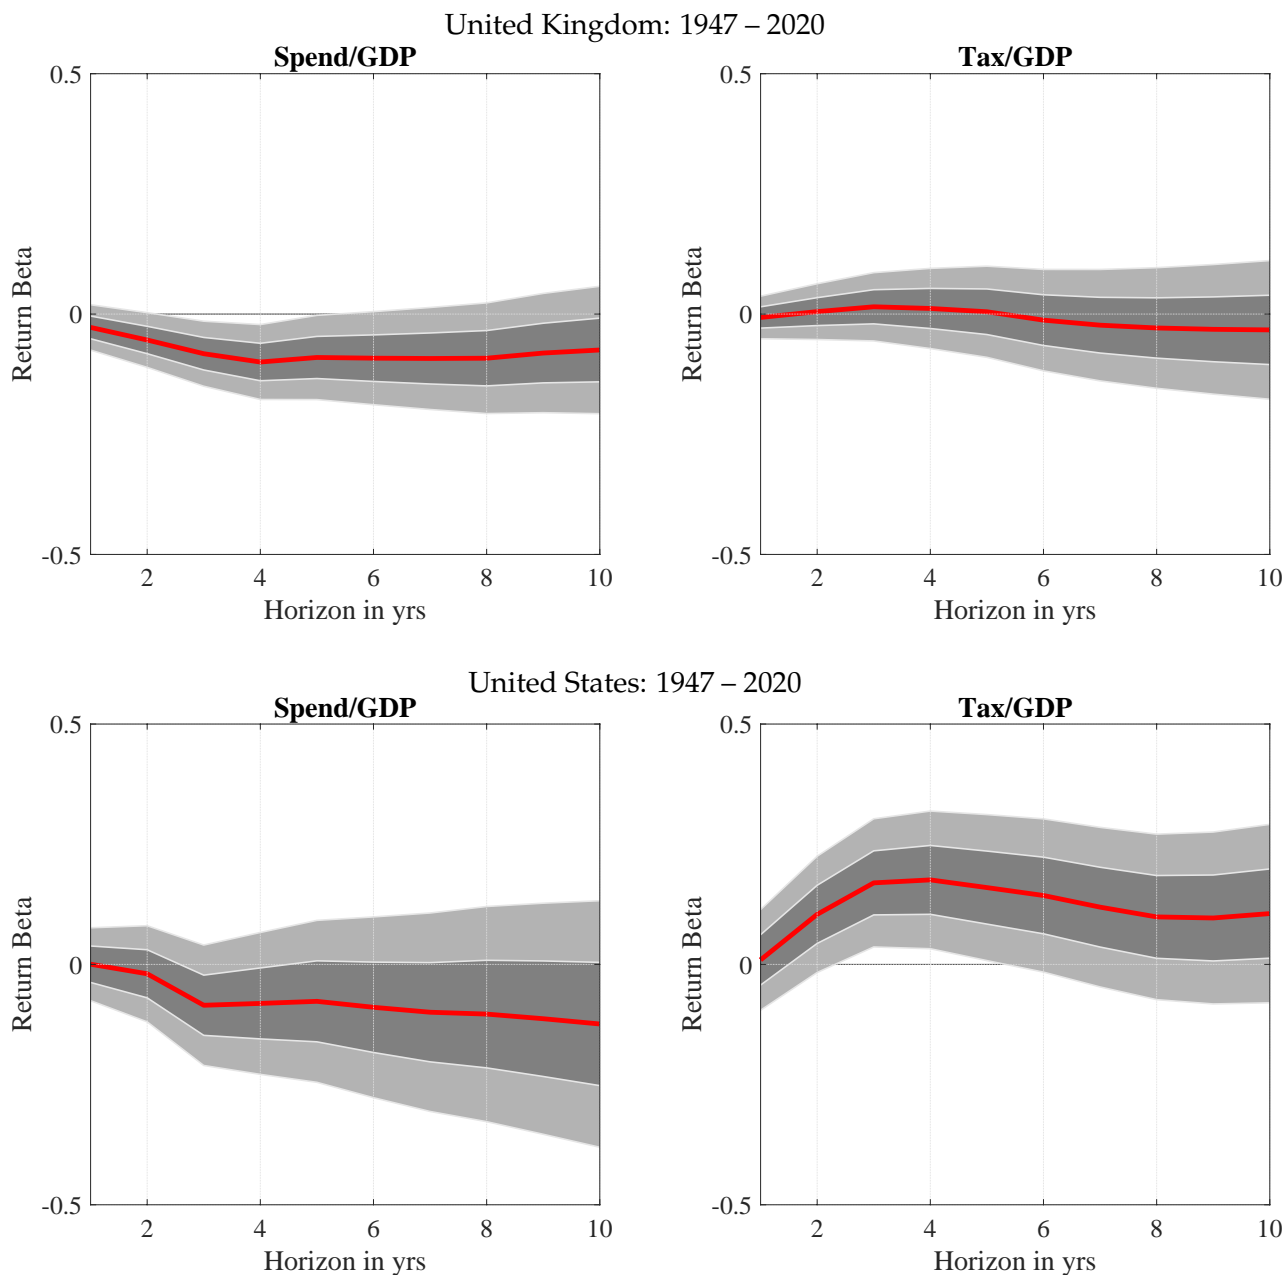 United Kingdom: 1947 – 2020
Spend/GDP
0.5
0
-0.5
Return Beta
2 4 6 8 10
Horizon in yrs
Tax/GDP
0.5
0
-0.5
Return Beta
2 4 6 8 10
Horizon in yrs
United States: 1947 – 2020
Spend/GDP
0.5
0
-0.5
Return Beta
2 4 6 8 10
Horizon in yrs
Tax/GDP
0.5
0
-0.5
Return Beta
2 4 6 8 10
Horizon in yrs